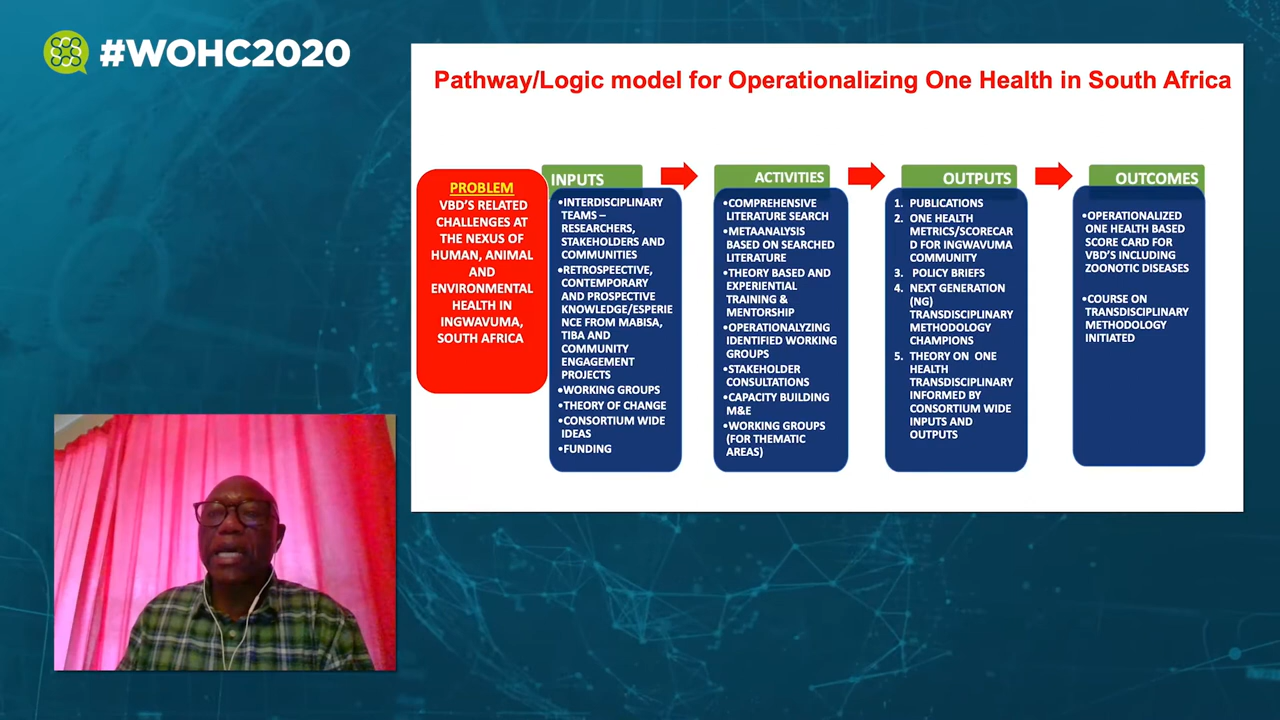 #WOHC2020
Pathway/Logic model for Operationalizing One Health in South Africa
PROBLEM
VBD'S RELATED
CHALLENGES AT
THE NEXUS OF
HUMAN, ANIMAL
AND
ENVIRONMENTAL
HEALTH IN
INGWAVUMA,
SOUTH AFRICA
INPUTS
•INTERDISCIPLINARY
TEAMS –
RESEARCHERS,
STAKEHOLDERS AND
COMMUNITIES
•RETROSPEECTIVE,
CONTEMPORARY
AND PROSPECTIVE
KNOWLEDGE/ESPERIE
NCE FROM MABISA,
TIBA AND
COMMUNITY
ENGAGEMENT
PROJECTS
•WORKING GROUPS
•THEORY OF CHANGE
•CONSORTIUM WIDE
IDEAS
•FUNDING
ACTIVITIES
•COMPREHENSIVE
LITERATURE SEARCH
•METAANALYSIS
BASED ON SEARCHED
LITERATURE
•THEORY BASED AND
EXPERIENTIAL
TRAINING &
MENTORSHIP
•OPERATIONALYZING
IDENTIFIED WORKING
GROUPS
•STAKEHOLDER
CONSULTATIONS
•CAPACITY BUILDING
M&E
•WORKING GROUPS
(FOR THEMATIC
AREAS)
OUTPUTS
1. PUBLICATIONS
2. ONE HEALTH
METRICS/SCORECAR
D FOR INGWAVUMA
COMMUNITY
3. POLICY BRIEFS
4. NEXT GENERATION
(NG)
TRANSDISCIPLINARY
METHODOLOGY
CHAMPIONS
5. THEORY ON ONE
HEALTH
TRANSDISCIPLINARY
INFORMED BY
CONSORTIUM WIDE
INPUTS AND
OUTPUTS
OUTCOMES
•OPERATIONALIZED
ONE HEALTH BASED
SCORE CARD FOR
VBD'S INCLUDING
ZOONOTIC DISEASES
•COURSE ON
TRANSDISCIPLINARY
METHODOLOGY
INITIATED